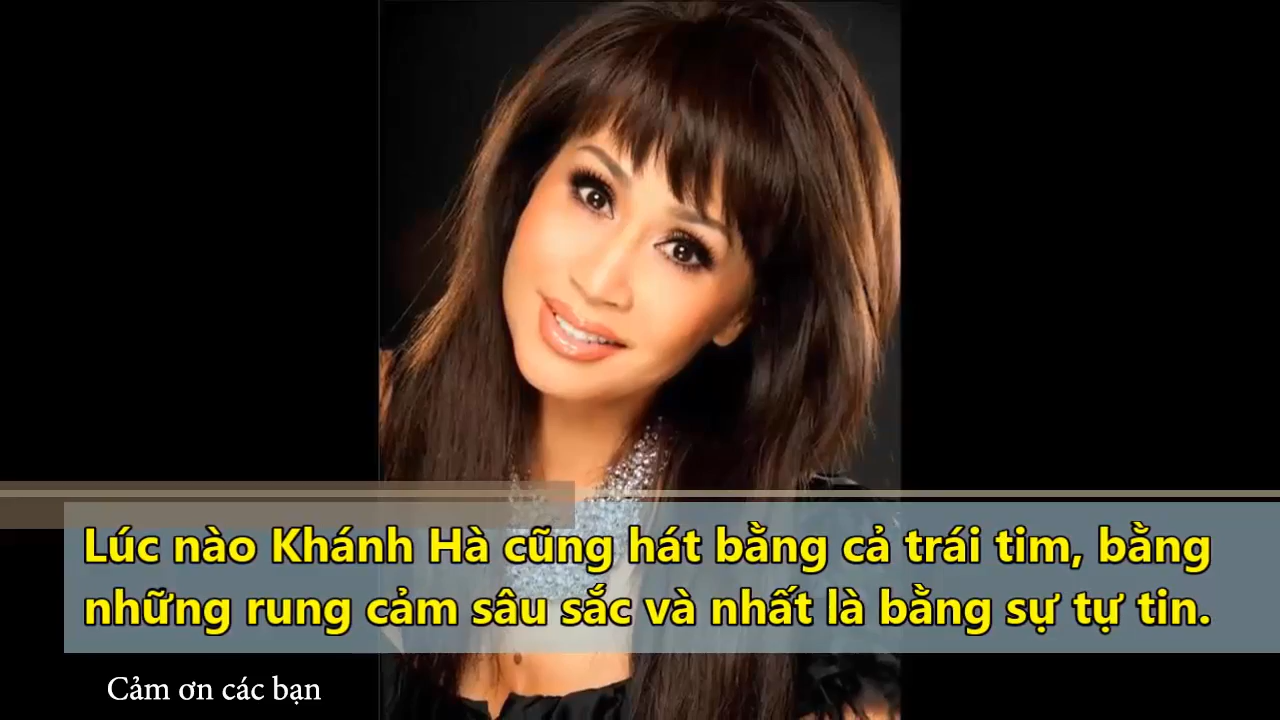 Lúc nào Khánh Hà cũng hát bằng cả trái tim, bằng
những rung cảm sâu sắc và nhất là bằng sự tự tin.
Cảm ơn các bạn